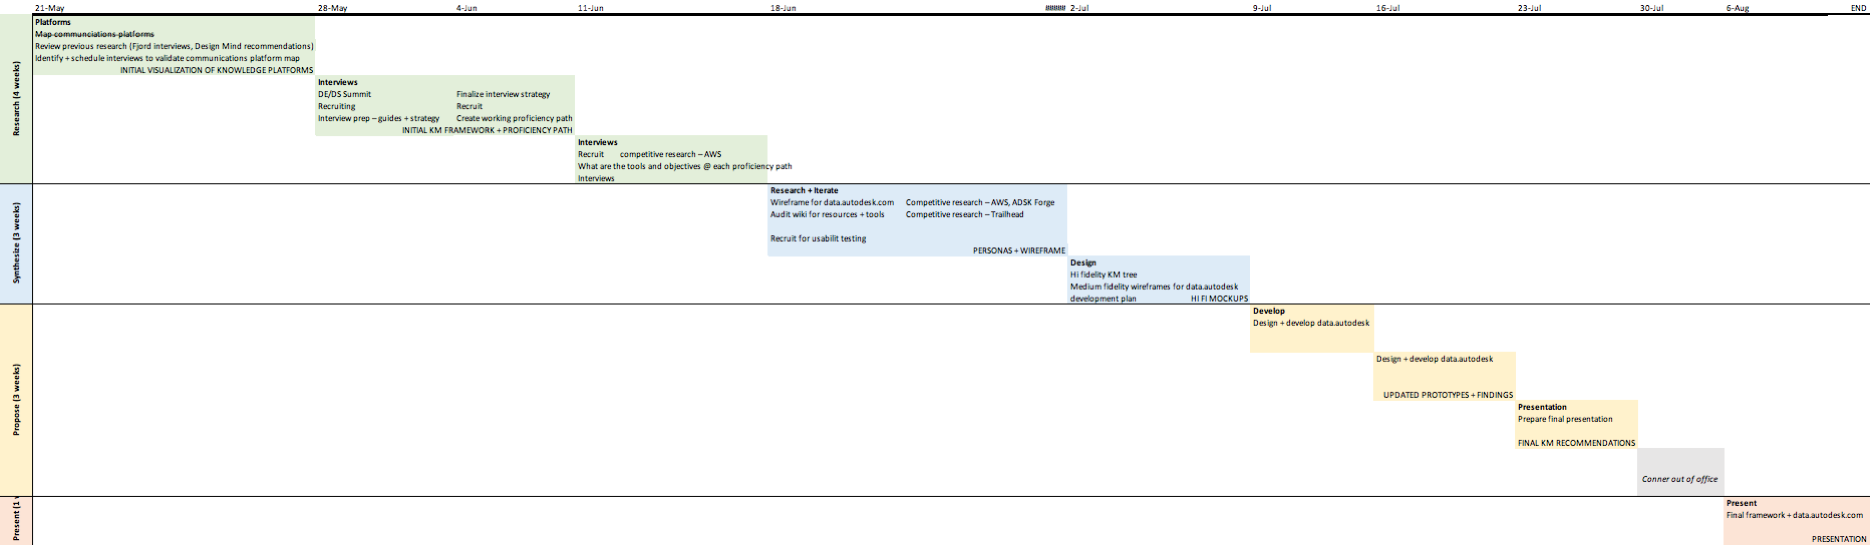 21-May 28-May 4-Jun 11-Jun 18-Jun ##### 2-Jul 9-Jul 16-Jul 23-Jul 30-Jul 6-Aug END
Research (4 weeks)
Platforms
Map communciations platforms
Review previous research (Fjord interviews, Design Mind recommendations)
Identify + schedule interviews to validate communications platform map
INITIAL VISUALIZATION OF KNOWLEDGE PLATFORMS
Interviews
DE/DS Summit Finalize interview strategy
Recruiting Recruit
Interview prep – guides + strategy Create working proficiency path
INITIAL KM FRAMEWORK + PROFICIENCY PATH
Interviews
Recruit competitive research – AWS
What are the tools and objectives @ each proficiency path
Interviews
Synthesize (3 weeks)
Research + Iterate
Wireframe for data.autodesk.com Competitive research – AWS, ADSK Forge
Audit wiki for resources + tools Competitive research – Trailhead
Recruit for usabilit testing
PERSONAS + WIREFRAME
Design
Hi fidelity KM tree
Medium fidelity wireframes for data.autodesk
development plan HI FI MOCKUPS
Propose (3 weeks)
Develop
Design + develop data.autodesk
Design + develop data.autodesk
UPDATED PROTOTYPES + FINDINGS
Presentation
Prepare final presentation
FINAL KM RECOMMENDATIONS
Conner out of office
Present (1
Present
Final framework + data.autodesk.com
PRESENTATION